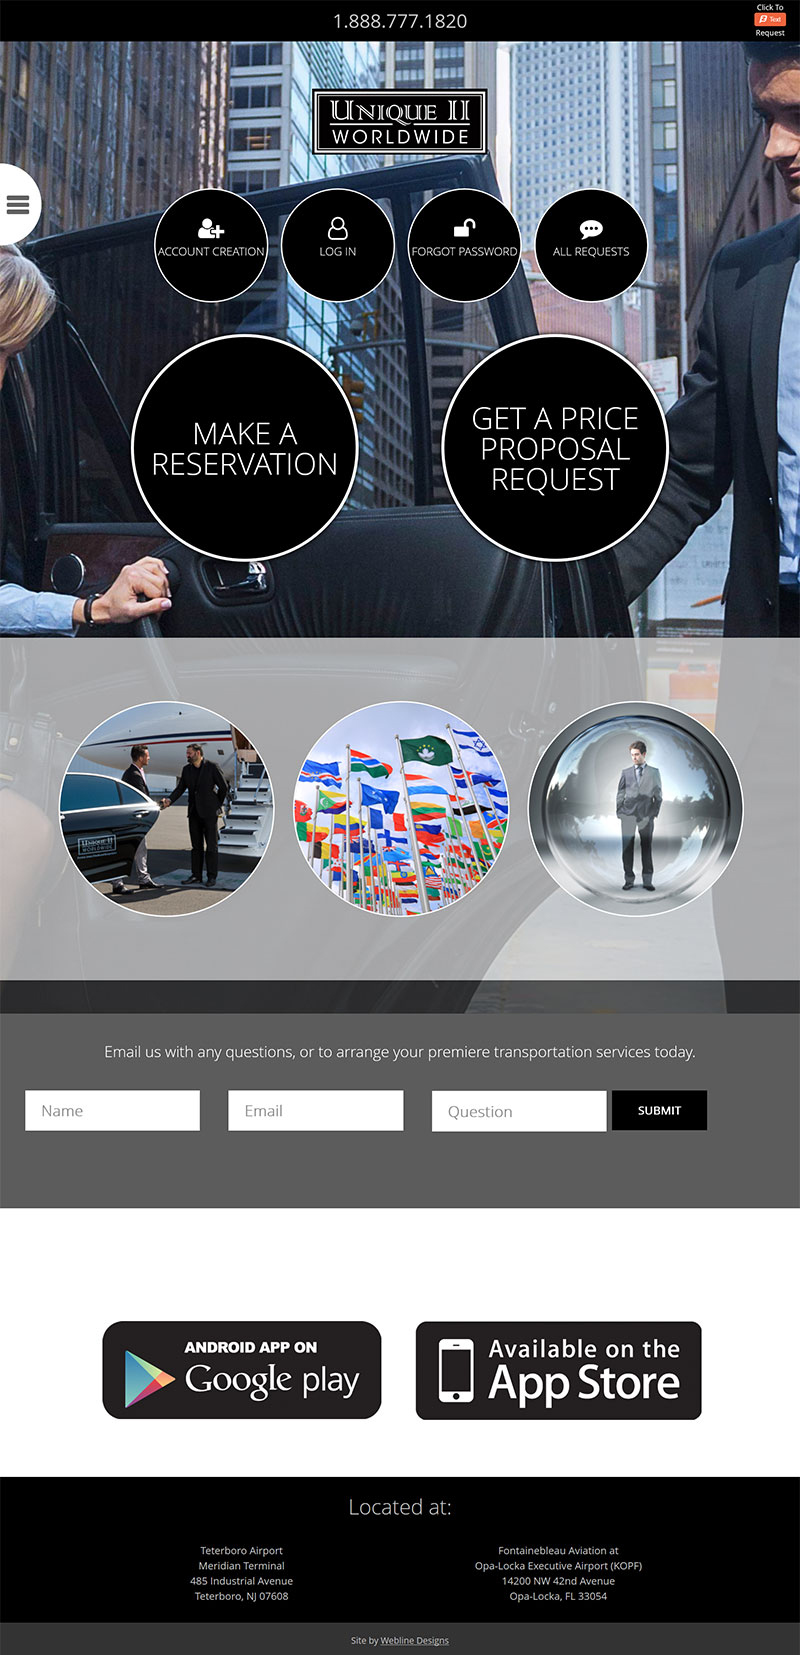 1.888.777.1820
Click To
Text
Request
UNIQUE II
WORLDWIDE
ACCOUNT CREATION
LOG IN
FORGOT PASSWORD
ALL REQUESTS
MAKE A
RESERVATION
GET A PRICE
PROPOSAL
REQUEST
UNIQUE II
WORLDWIDE
Email us with any questions, or to arrange your premiere transportation services today.
Name
Email
Question
SUBMIT
ANDROID APP ON
Google play
Available on the
App Store
Located at:
Teterboro Airport
Meridian Terminal
485 Industrial Avenue
Teterboro, NJ 07608
Fontainebleau Aviation at
Opa-Locka Executive Airport (KOPF)
14200 NW 42nd Avenue
Opa-Locka, FL 33054
Site by Webline Designs